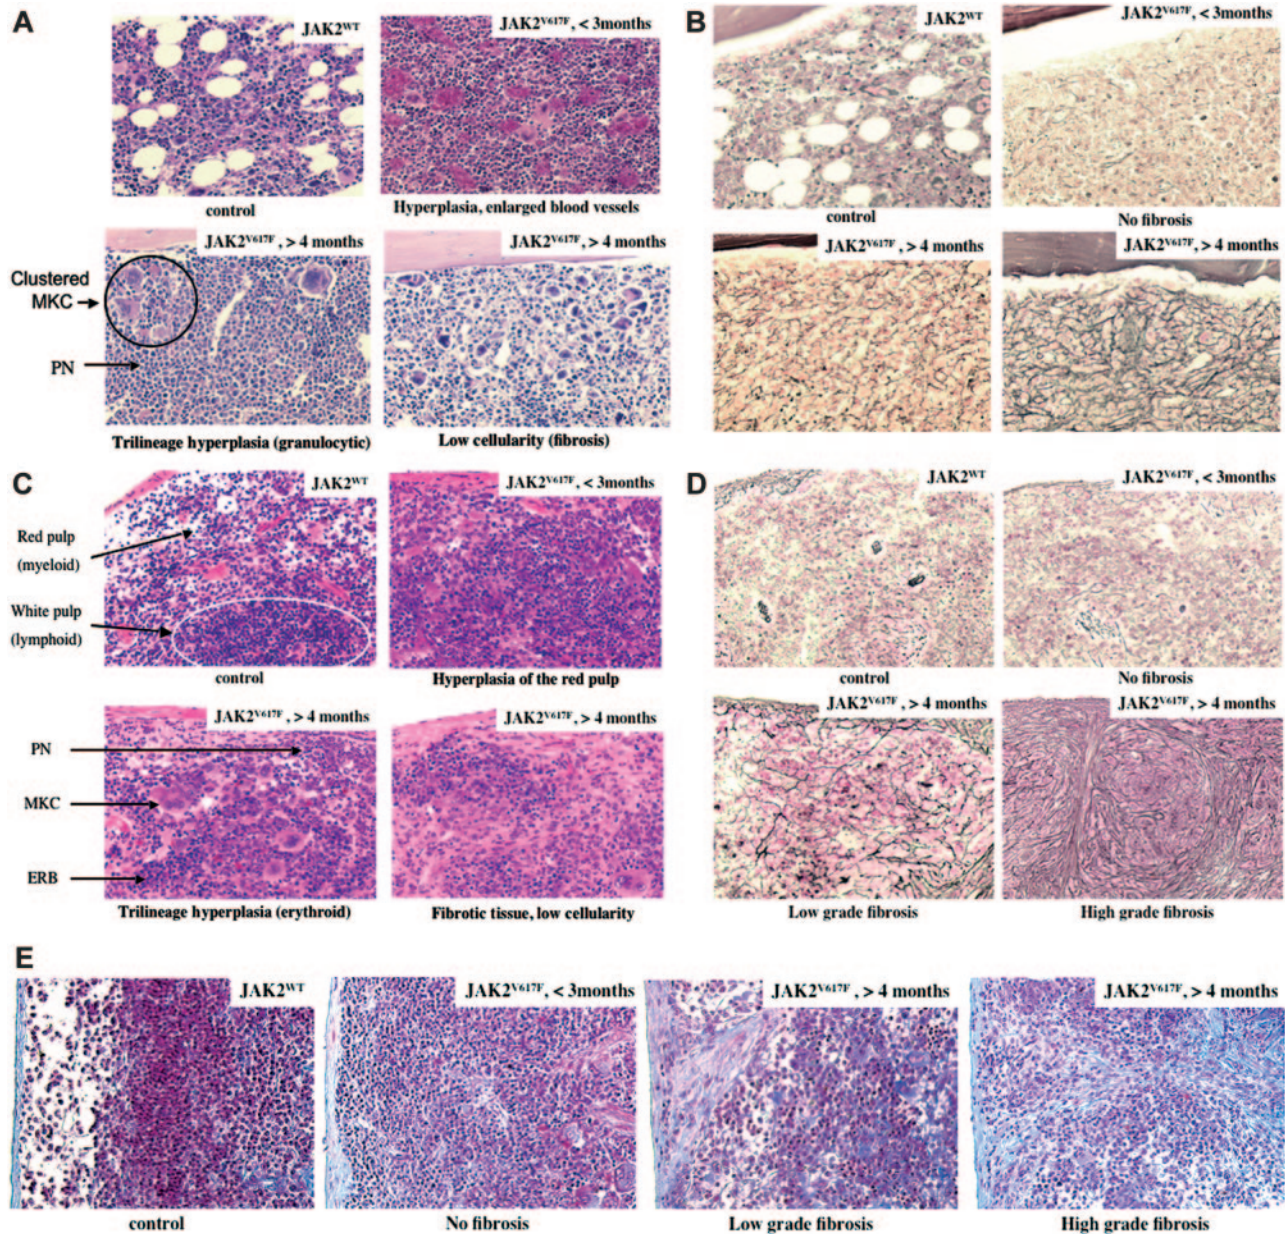 A
JAK2WT
JAK2V617F, < 3months
control
Hyperplasia, enlarged blood vessels
JAK2V617F, > 4 months
JAK2V617F, > 4 months
Clustered
MKC
PN
Trilineage hyperplasia (granulocytic)
Low cellularity (fibrosis)
B
JAK2WT
JAK2V617F, < 3months
control
No fibrosis
JAK2V617F, > 4 months
JAK2V617F, > 4 months
C
JAK2WT
JAK2V617F, < 3months
Red pulp
(myeloid)
White pulp
(lymphoid)
control
Hyperplasia of the red pulp
JAK2V617F, > 4 months
JAK2V617F, > 4 months
PN
MKC
ERB
Trilineage hyperplasia (erythroid)
Fibrotic tissue, low cellularity
D
JAK2WT
JAK2V617F, < 3months
control
No fibrosis
JAK2V617F, > 4 months
JAK2V617F, > 4 months
Low grade fibrosis
High grade fibrosis
E
JAK2WT
JAK2V617F, < 3months
JAK2V617F, > 4 months
JAK2V617F, > 4 months
control
No fibrosis
Low grade fibrosis
High grade fibrosis